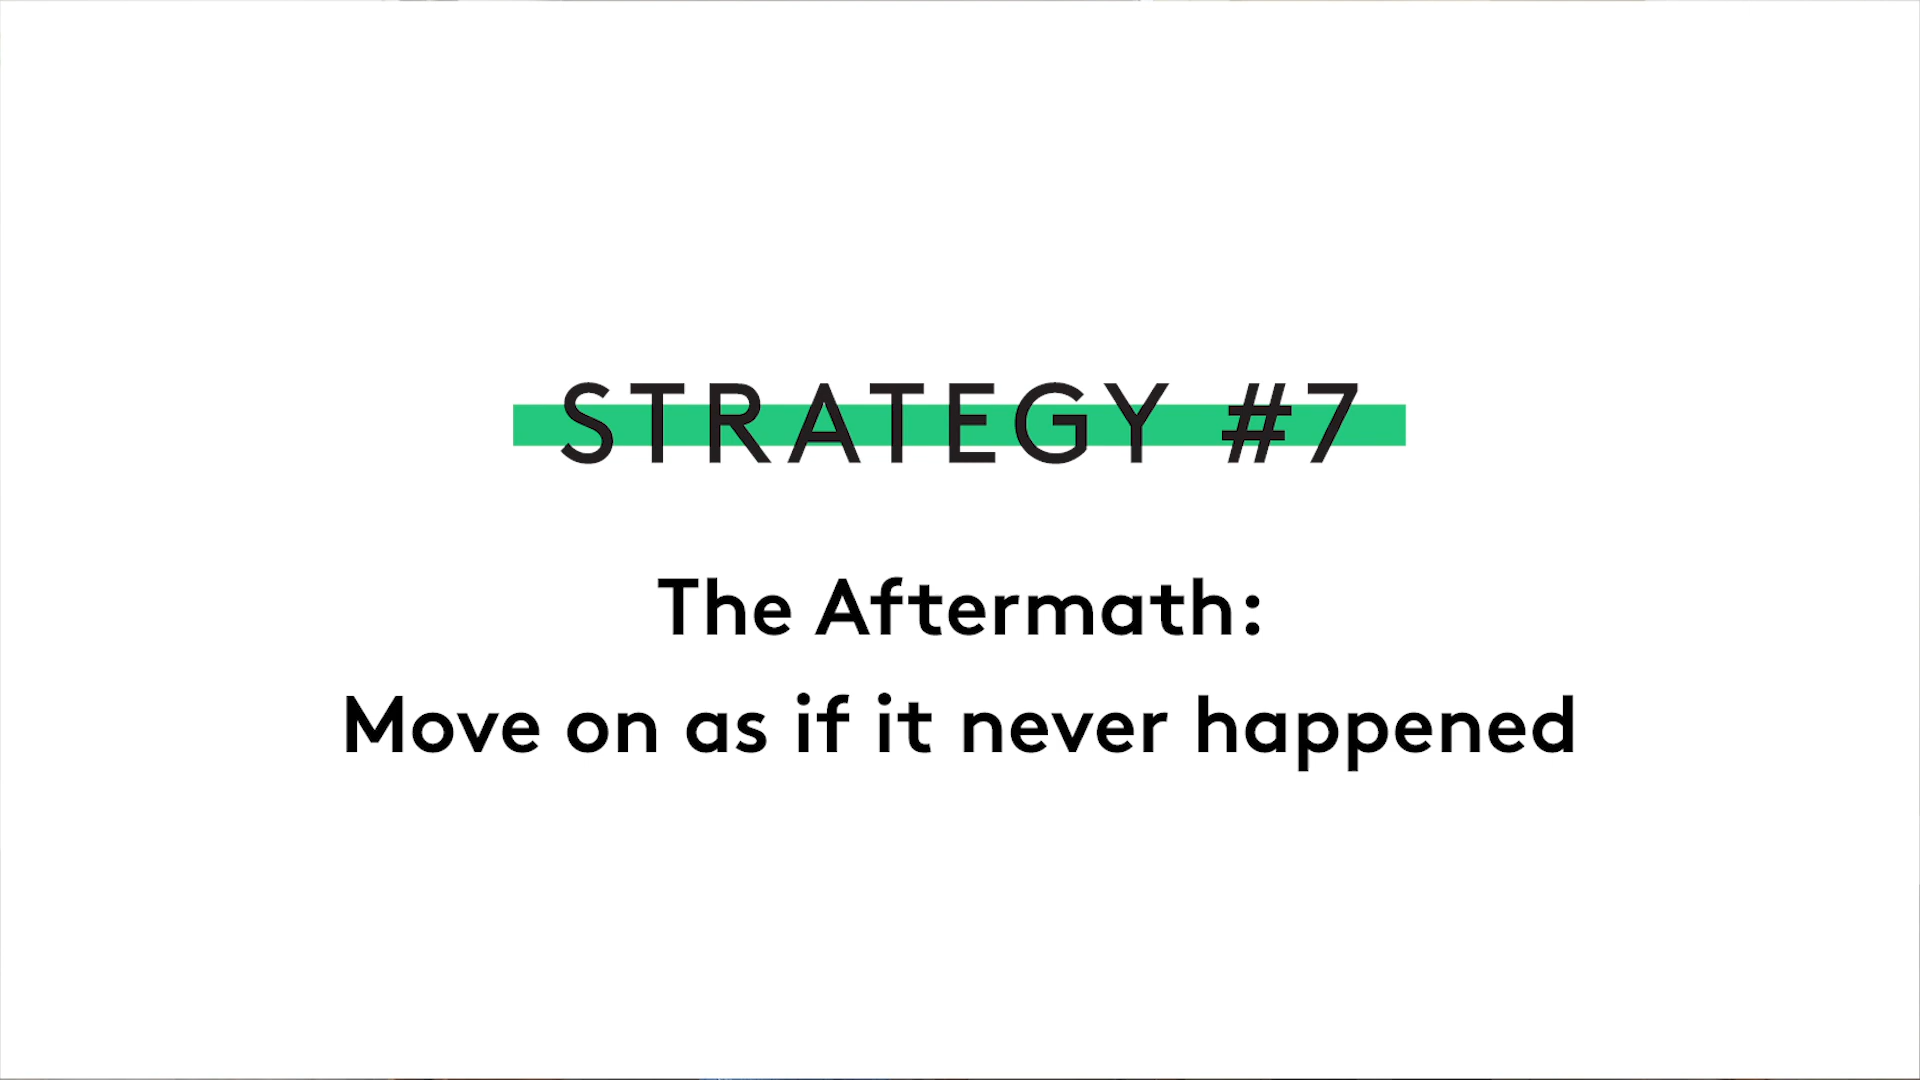 STRATEGY #7
The Aftermath:
Move on as if it never happened